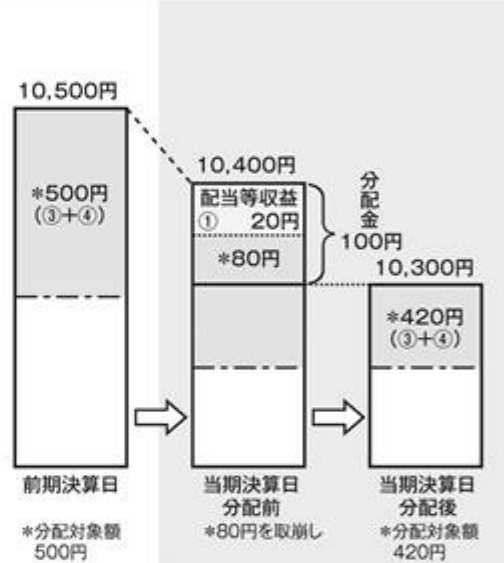 10,500円
*500円
(③+④)
前期決算日
*分配対象額
500円
10,400円
配当等収益
① 20円
*80円
分配金
100円
当期決算日
分配前
*80円を取崩し
10,300円
*420円
(③+④)
当期決算日
分配後
*分配対象額
420円